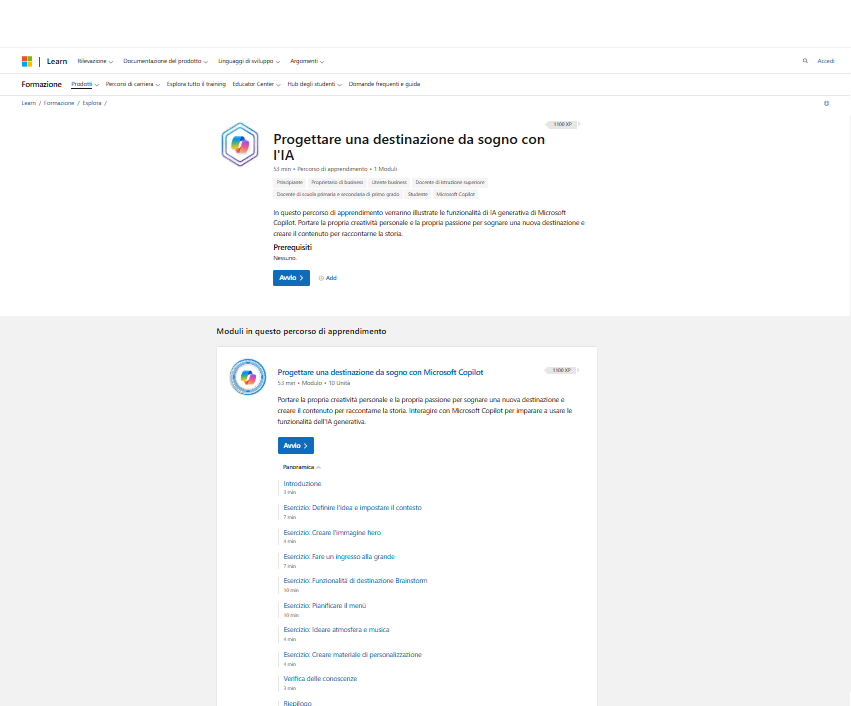 Learn Rilevazione Documentazione del prodotto Linguaggi di sviluppo Argomenti Accedi
Formazione Prodotti Percorsi di carriera Esplora tutto il training Educator Center Hub degli studenti Domande frequenti e guida
Learn / Formazione / Esplora /
1100 XP
Progettare una destinazione da sogno con
l'IA
53 min • Percorso di apprendimento • 1 Moduli
Principiante Proprietario di business Utente business Docente di istruzione superiore
Docente di scuola primaria e secondaria di primo grado Studente Microsoft Copilot
In questo percorso di apprendimento verranno illustrate le funzionalità di IA generativa di Microsoft
Copilot. Portare la propria creatività personale e la propria passione per sognare una nuova destinazione e
creare il contenuto per raccontarne la storia.
Prerequisiti
Nessuno.
Avvio Add
Moduli in questo percorso di apprendimento
1100 XP
Progettare una destinazione da sogno con Microsoft Copilot
53 min • Modulo • 10 Unità
Portare la propria creatività personale e la propria passione per sognare una nuova destinazione e
creare il contenuto per raccontarne la storia. Interagire con Microsoft Copilot per imparare a usare le
funzionalità dell'IA generativa.
Avvio
Panoramica
Introduzione
3 min
Esercizio: Definire l'idea e impostare il contesto
7 min
Esercizio: Creare l'immagine hero
4 min
Esercizio: Fare un ingresso alla grande
7 min
Esercizio: Funzionalità di destinazione Brainstorm
10 min
Esercizio: Pianificare il menù
10 min
Esercizio: Ideare atmosfera e musica
4 min
Esercizio: Creare materiale di personalizzazione
4 min
Verifica delle conoscenze
3 min
Riepilogo